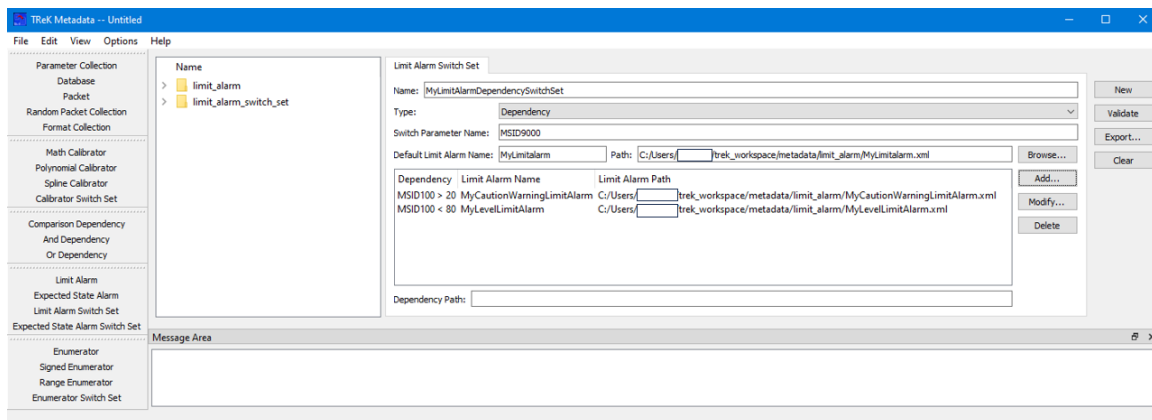 TReK Metadata -- Untitled
File Edit View Options Help
Parameter Collection
Database
Packet
Random Packet Collection
Format Collection
Math Calibrator
Polynomial Calibrator
Spline Calibrator
Calibrator Switch Set
Comparison Dependency
And Dependency
Or Dependency
Limit Alarm
Expected State Alarm
Limit Alarm Switch Set
Expected State Alarm Switch Set
Enumerator
Signed Enumerator
Range Enumerator
Enumerator Switch Set
Name
limit_alarm
limit_alarm_switch_set
Limit Alarm Switch Set
Name: MyLimitAlarmDependencySwitchSet
Type: Dependency
Switch Parameter Name: MSID9000
Default Limit Alarm Name: MyLimitalarm Path: C:/Users/ /trek_workspace/metadata/limit_alarm/MyLimitalarm.xml Browse...
Dependency Limit Alarm Name Limit Alarm Path
MSID100 > 20 MyCautionWarningLimitAlarm C:/Users/ trek_workspace/metadata/limit_alarm/MyCautionWarningLimitAlarm.xml
MSID100 < 80 MyLevelLimitAlarm C:/Users/ trek_workspace/metadata/limit_alarm/MyLevelLimitAlarm.xml
Add...
Modify...
Delete
Dependency Path:
New
Validate
Export...
Clear
Message Area